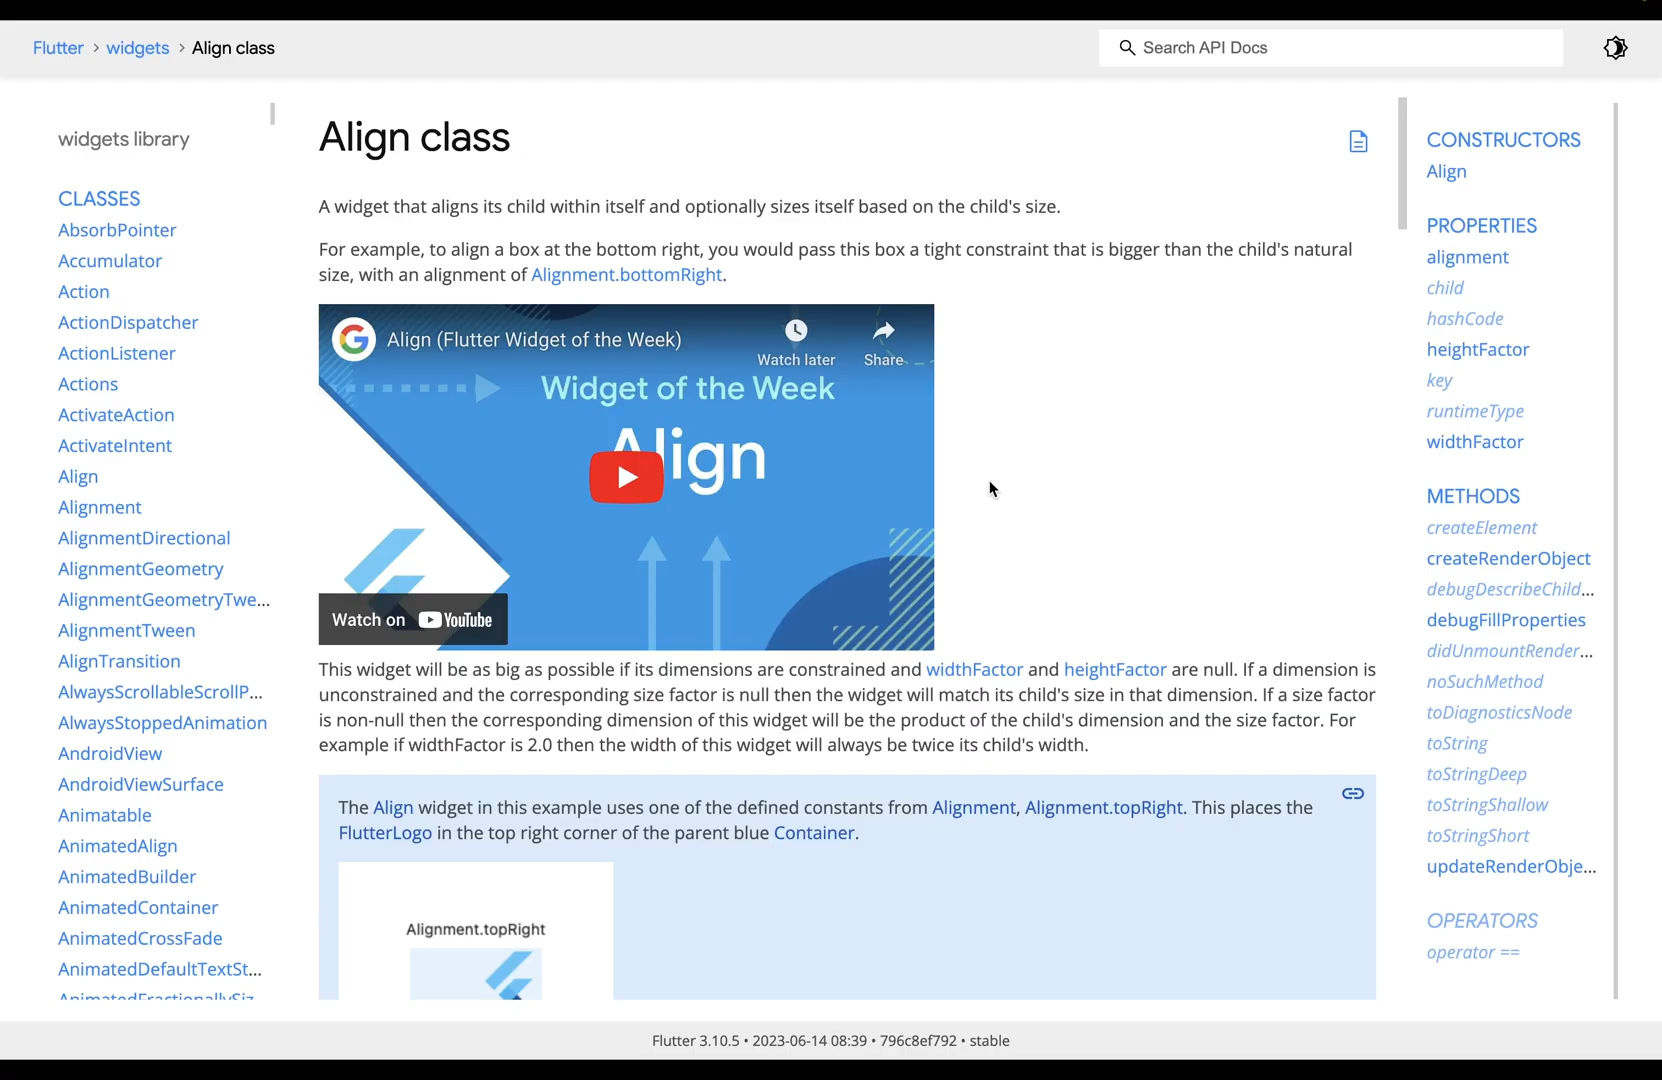 Flutter > widgets > Align class
Search API Docs
widgets library
CLASSES
AbsorbPointer
Accumulator
Action
ActionDispatcher
ActionListener
Actions
ActivateAction
ActivateIntent
Align
Alignment
AlignmentDirectional
AlignmentGeometry
AlignmentGeometryTwe...
AlignmentTween
AlignTransition
AlwaysScrollableScrollP...
AlwaysStoppedAnimation
AndroidView
AndroidViewSurface
Animatable
AnimatedAlign
AnimatedBuilder
AnimatedContainer
AnimatedCrossFade
AnimatedDefaultTextSt...
AnimatedFractionallySiz
Align class
A widget that aligns its child within itself and optionally sizes itself based on the child's size.
For example, to align a box at the bottom right, you would pass this box a tight constraint that is bigger than the child's natural
size, with an alignment of Alignment.bottomRight.
Align (Flutter Widget of the Week)
Watch later
Share
Widget of the Week
Align
Watch on YouTube
This widget will be as big as possible if its dimensions are constrained and widthFactor and heightFactor are null. If a dimension is
unconstrained and the corresponding size factor is null then the widget will match its child's size in that dimension. If a size factor
is non-null then the corresponding dimension of this widget will be the product of the child's dimension and the size factor. For
example if widthFactor is 2.0 then the width of this widget will always be twice its child's width.
The Align widget in this example uses one of the defined constants from Alignment, Alignment.topRight. This places the
FlutterLogo in the top right corner of the parent blue Container.
Alignment.topRight
CONSTRUCTORS
Align
PROPERTIES
alignment
child
hashCode
heightFactor
key
runtimeType
widthFactor
METHODS
createElement
createRenderObject
debugDescribeChild...
debugFillProperties
didUnmountRender...
noSuchMethod
toDiagnosticsNode
toString
toStringDeep
toStringShallow
toStringShort
updateRenderObje...
OPERATORS
operator ==
Flutter 3.10.5 • 2023-06-14 08:39 • 796c8ef792 • stable